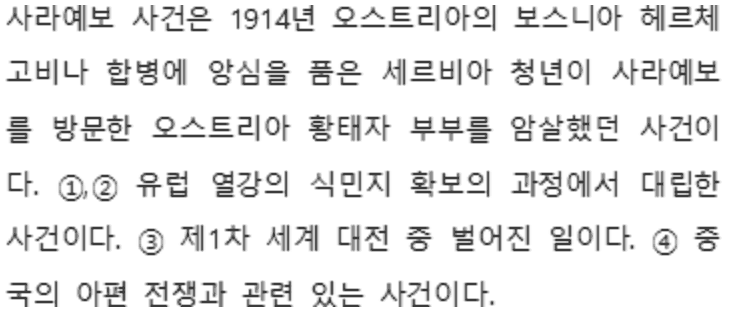 사라예보 사건은 1914년 오스트리아의 보스니아 헤르체
고비나 합병에 앙심을 품은 세르비아 청년이 사라예보
를 방문한 오스트리아 황태자 부부를 암살했던 사건이
다. ①,② 유럽 열강의 식민지 확보의 과정에서 대립한
사건이다. ③ 제1차 세계 대전 중 벌어진 일이다. ④ 중
국의 아편 전쟁과 관련 있는 사건이다.